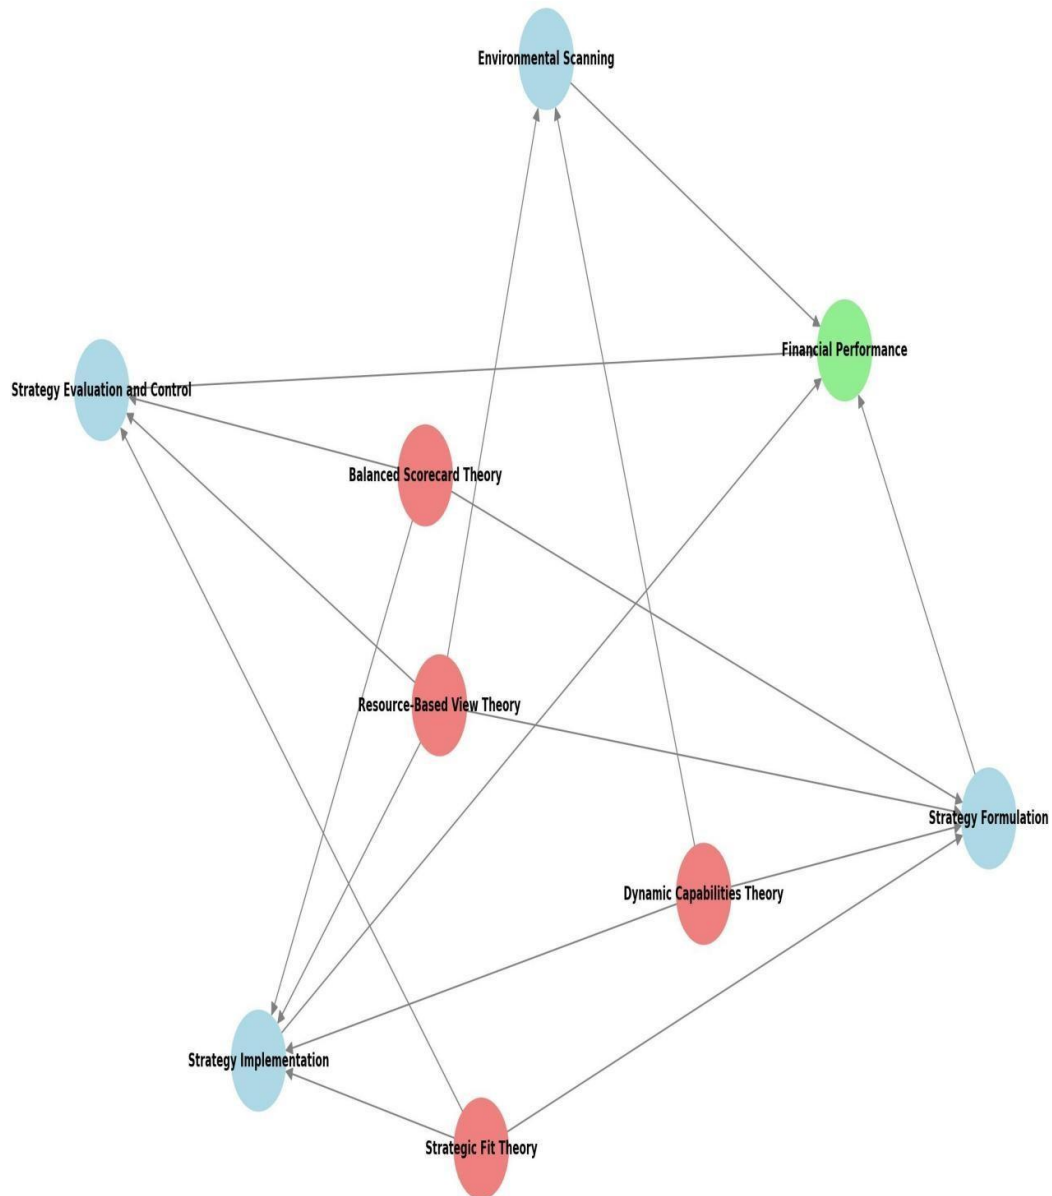 Environmental Scanning
Financial Performance
Strategy Evaluation and Control
Balanced Scorecard Theory
Resource-Based View Theory
Strategy Formulation
Dynamic Capabilities Theory
Strategy Implementation
Strategic Fit Theory